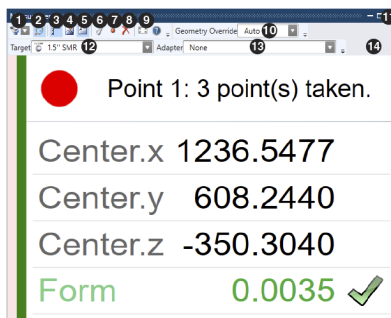 1 2 3 4 5 6 7 8 9 Geometry Override Auto 10
Target 1.5" SMR 12 Adapter None 13 14
Point 1: 3 point(s) taken.
Center.x 1236.5477
Center.y 608.2440
Center.z -350.3040
Form 0.0035